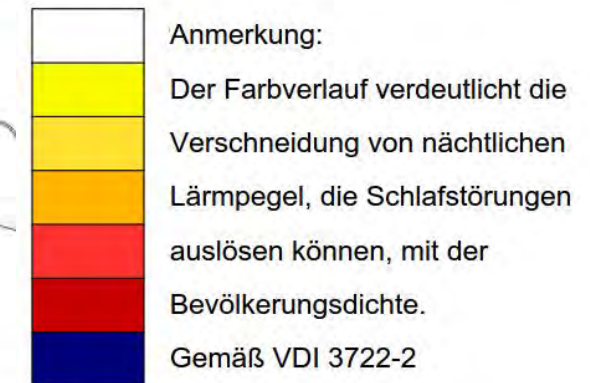 Anmerkung:
Der Farbverlauf verdeutlicht die
Verschneidung von nächtlichen
Lärmpegel, die Schlafstörungen
auslösen können, mit der
Bevölkerungsdichte.
Gemäß VDI 3722-2